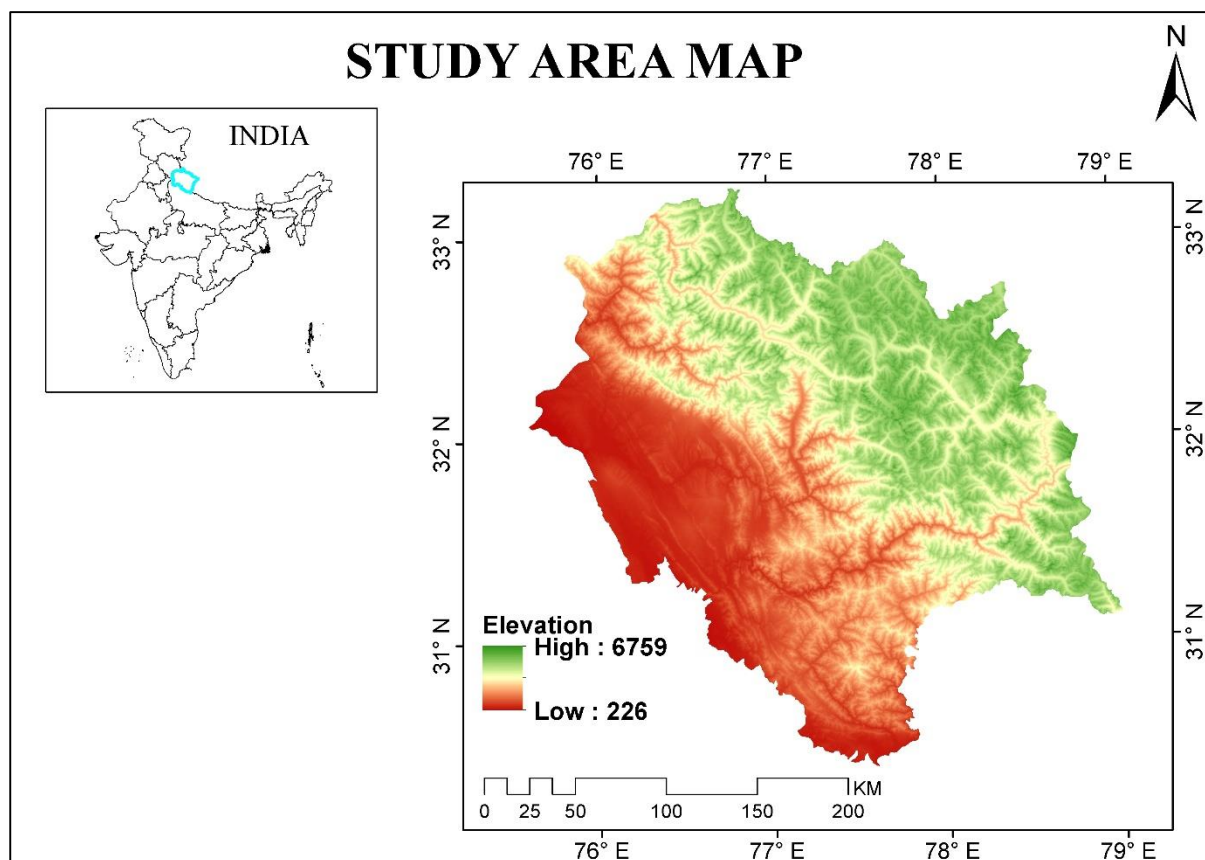 STUDY AREA MAP
N
INDIA
76° E 77° E 78° E 79° E
33° N 33° N
32° N 32° N
31° N 31° N
Elevation
High : 6759
Low : 226
KM
0 25 50 100 150 200
76° E 77° E 78° E 79° E